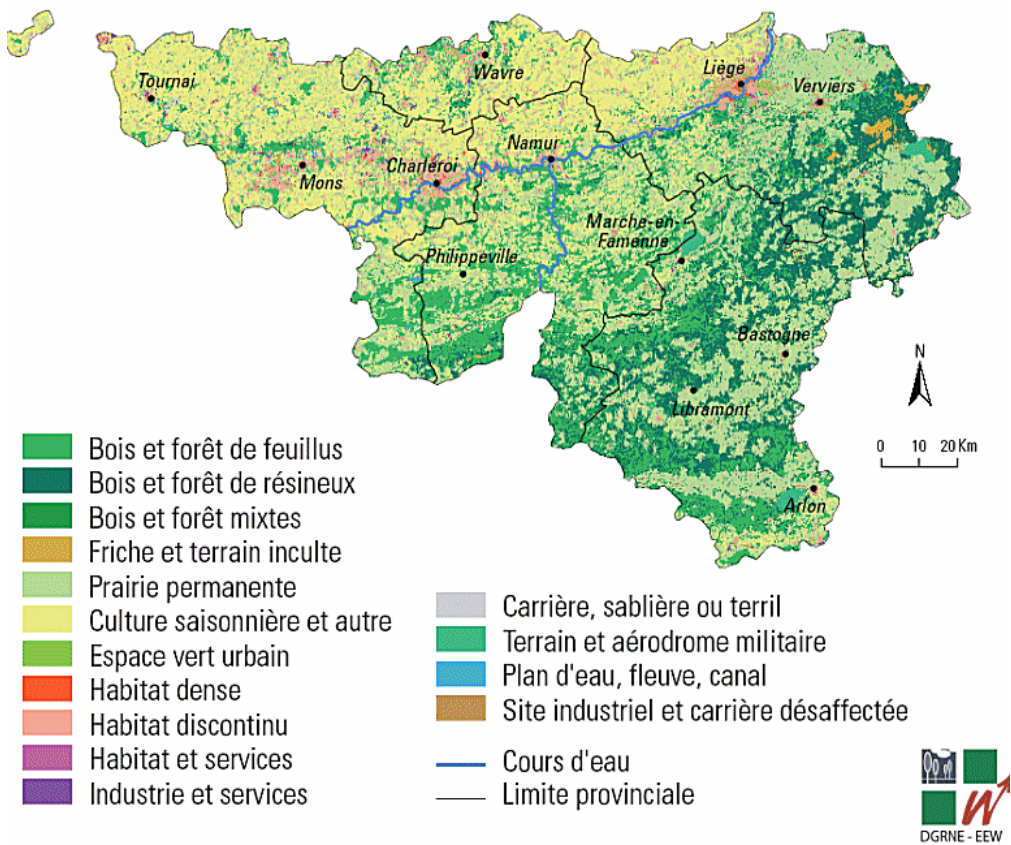 Tournai
Wavre
Liège
Verviers
Mons
Charleroi
Namur
Marche-en-
Famenne
Philippeville
Bastogne
Libramont
Arlon
N
0 10 20 Km
Bois et forêt de feuillus
Bois et forêt de résineux
Bois et forêt mixtes
Friche et terrain inculte
Prairie permanente
Culture saisonnière et autre
Espace vert urbain
Habitat dense
Habitat discontinu
Habitat et services
Industrie et services
Carrière, sablière ou terril
Terrain et aérodrome militaire
Plan d'eau, fleuve, canal
Site industriel et carrière désaffectée
Cours d'eau
Limite provinciale
W
DGRNE - EEW